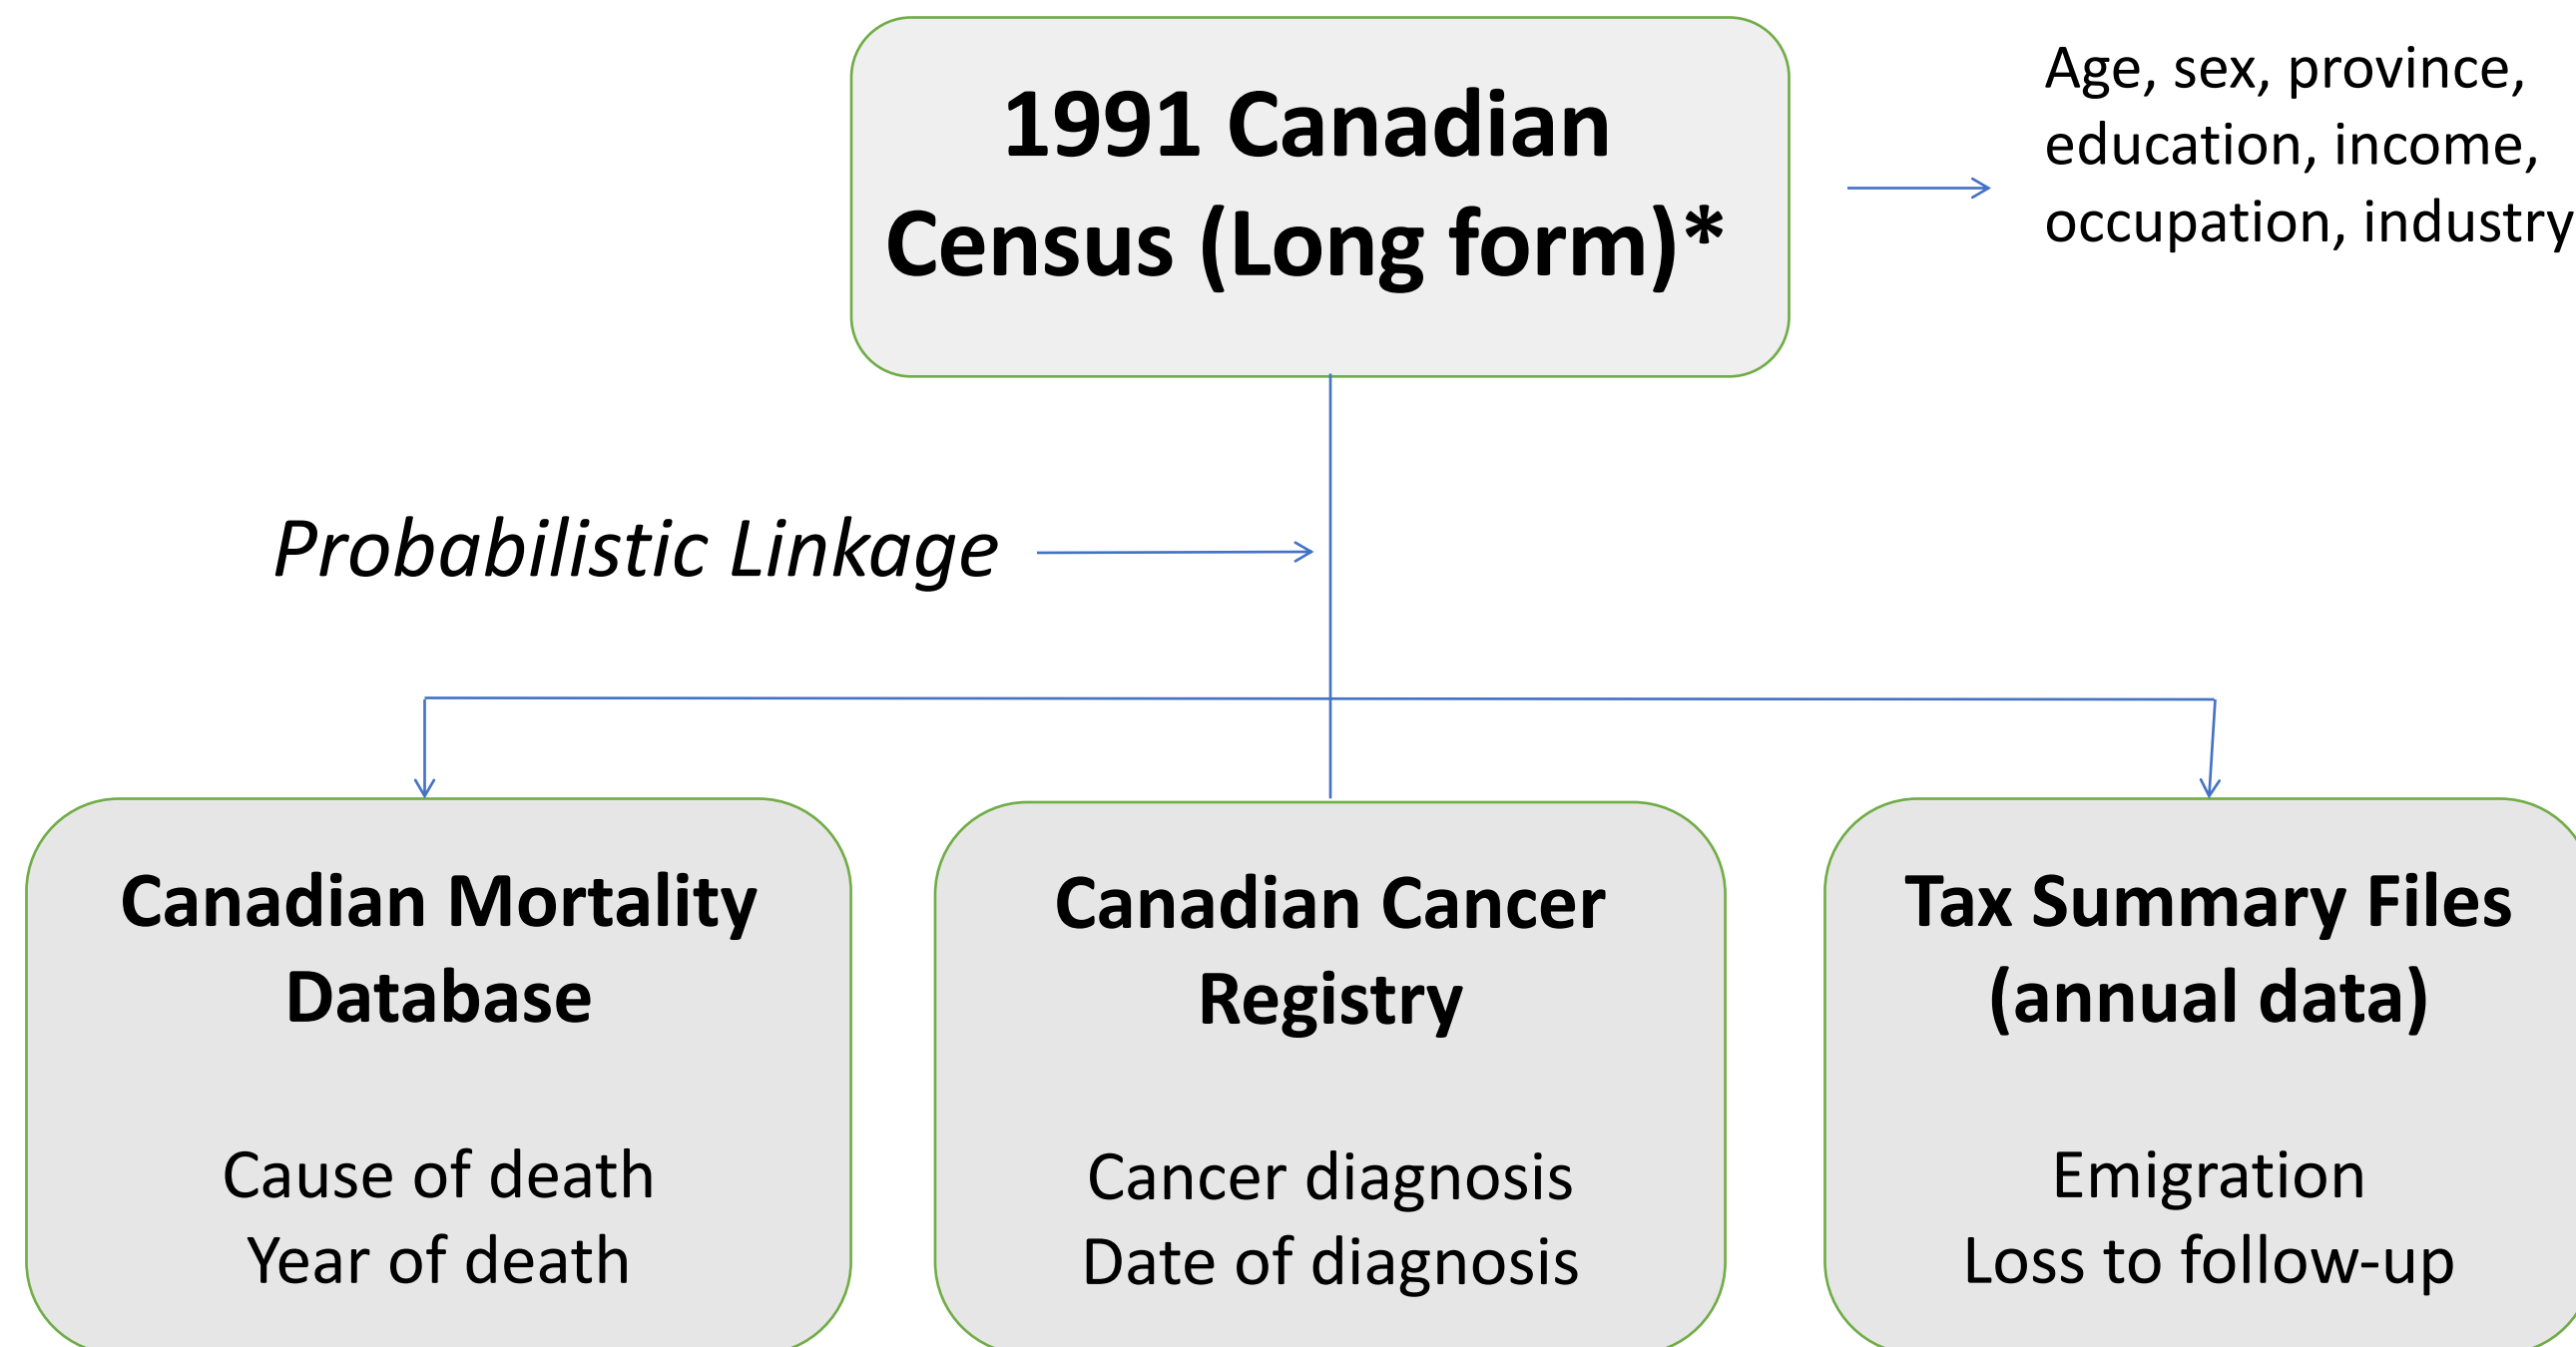 1991 Canadian
Census (Long form)*
Age, sex, province,
education, income,
occupation, industry
Probabilistic Linkage
Canadian Mortality
Database
Cause of death
Year of death
Canadian Cancer
Registry
Cancer diagnosis
Date of diagnosis
Tax Summary Files
(annual data)
Emigration
Loss to follow-up